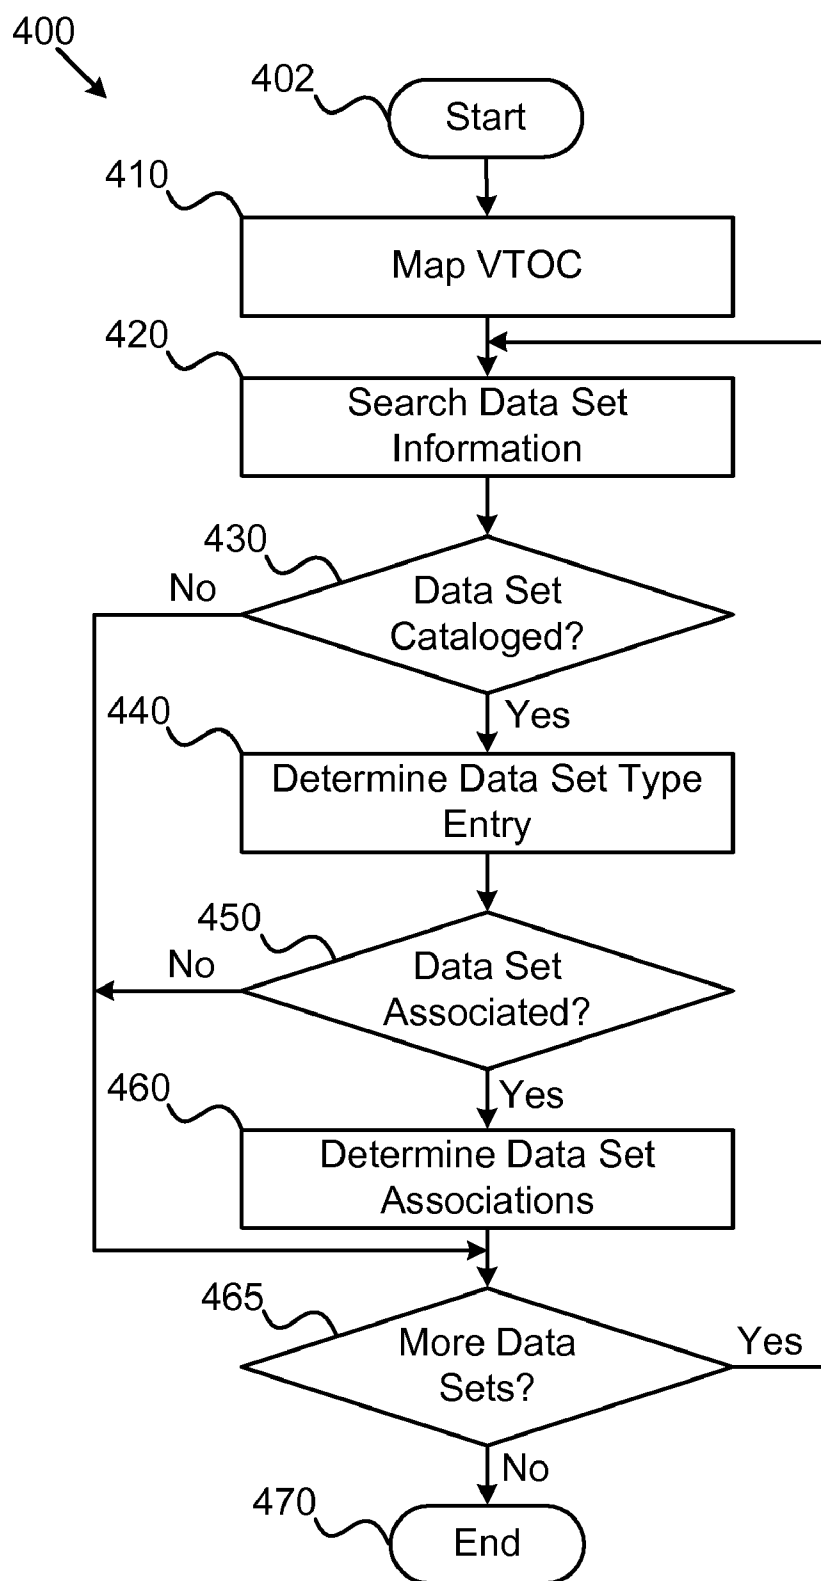 400
402
Start
410
Map VTOC
420
Search Data Set
Information
430
No
Data Set
Cataloged?
Yes
440
Determine Data Set Type
Entry
450
No
Data Set
Associated?
Yes
460
Determine Data Set
Associations
465
More Data
Sets?
Yes
No
470
End